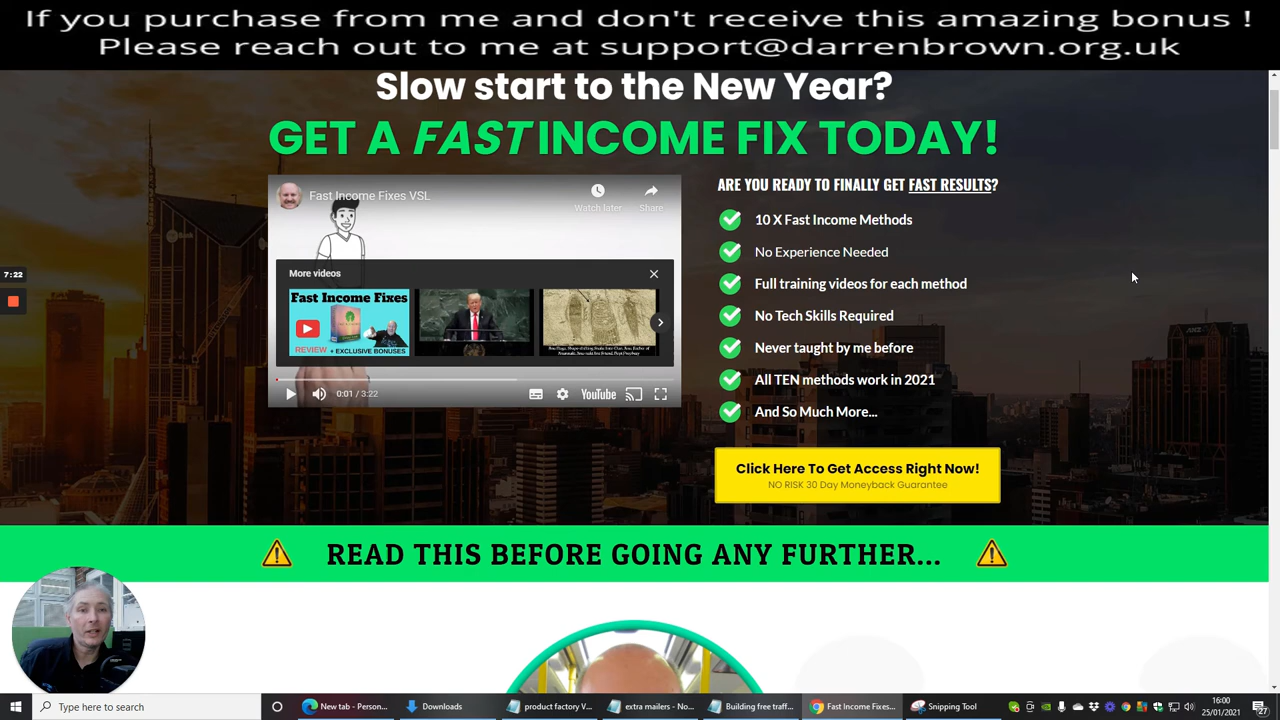 If you purchase from me and don't receive this amazing bonus !
Please reach out to me at support@darrenbrown.org.uk
Slow start to the New Year?
GET A FAST INCOME FIX TODAY!
Fast Income Fixes VSL
Watch later
Share
More videos
Fast Income Fixes
REVIEW + EXCLUSIVE BONUSES
0:01 / 3:22
YouTube
ARE YOU READY TO FINALLY GET FAST RESULTS?
10 X Fast Income Methods
No Experience Needed
Full training videos for each method
No Tech Skills Required
Never taught by me before
All TEN methods work in 2021
And So Much More...
Click Here To Get Access Right Now!
NO RISK 30 Day Moneyback Guarantee
7:22
READ THIS BEFORE GOING ANY FURTHER...
Type here to search
New tab - Person...
Downloads
product factory V...
extra mailers - No...
Building free traff...
Fast Income Fixes...
Snipping Tool
16:00
25/01/2021